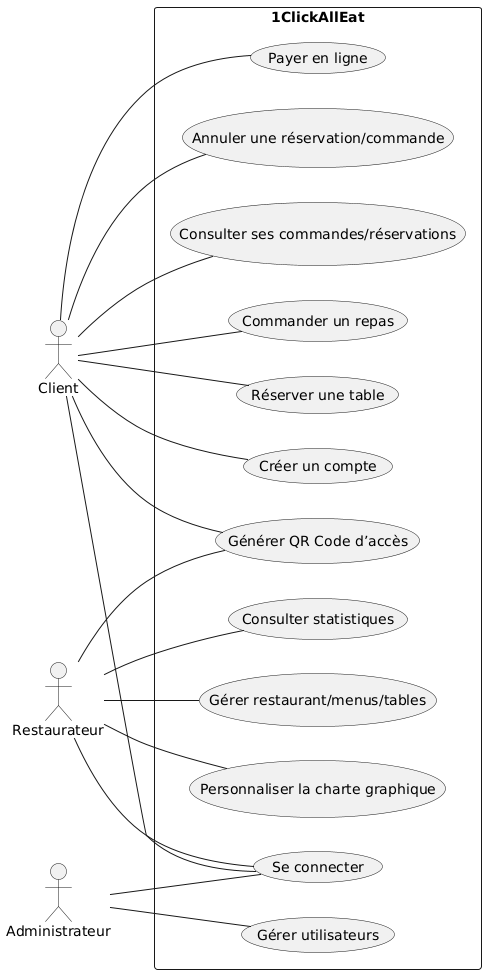 1ClickAllEat
Payer en ligne
Annuler une réservation/commande
Consulter ses commandes/réservations
Commander un repas
Client
Réserver une table
Créer un compte
Générer QR Code d’accès
Consulter statistiques
Gérer restaurant/menus/tables
Restaurateur
Personnaliser la charte graphique
Se connecter
Administrateur
Gérer utilisateurs